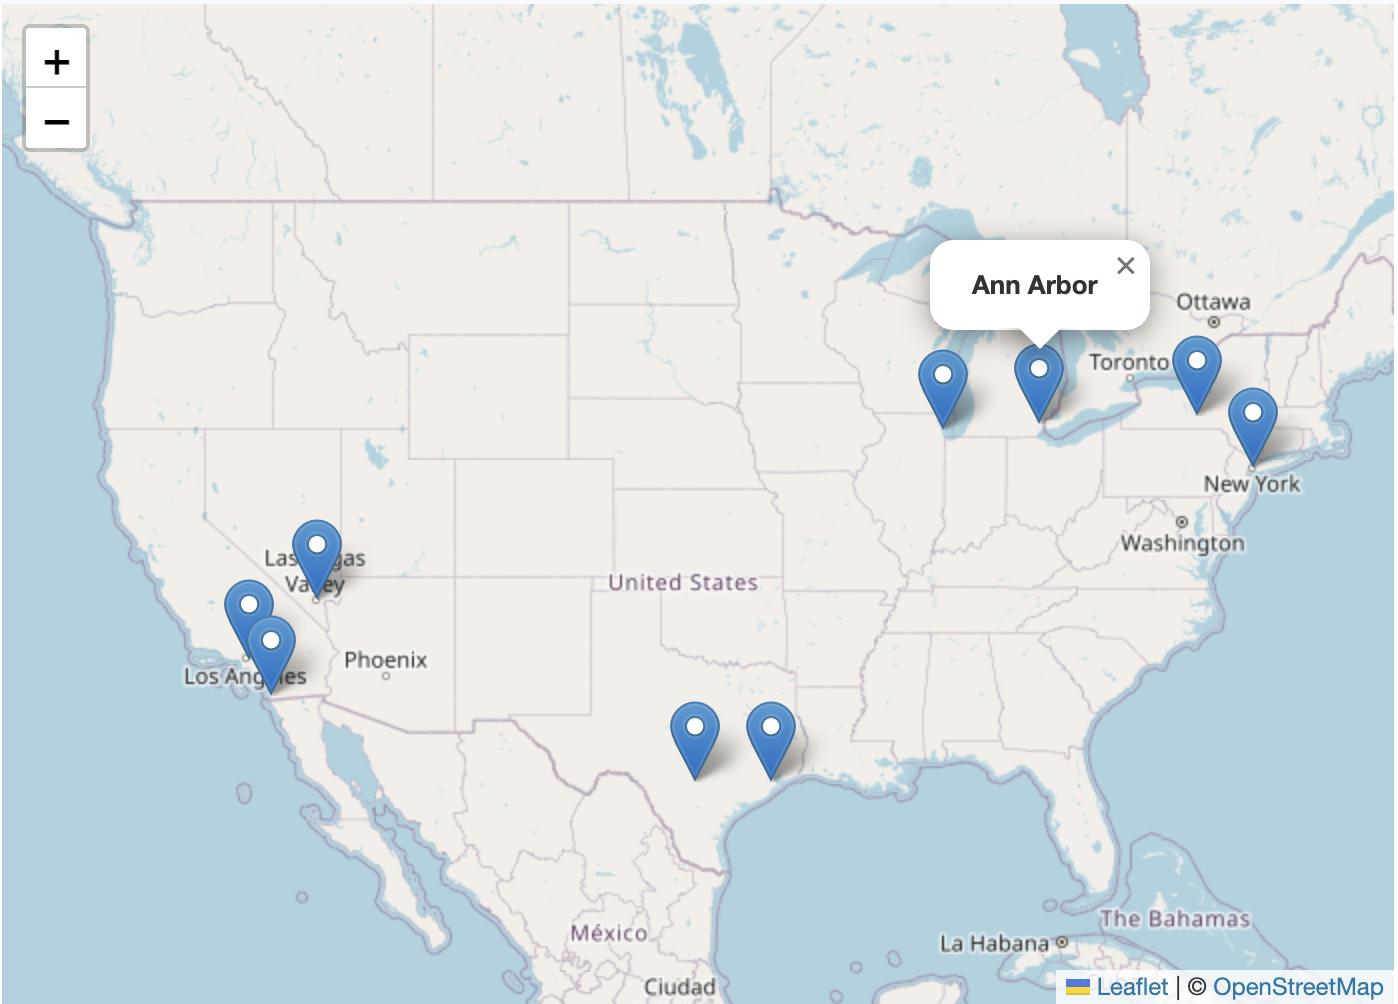 +
−
Ann Arbor
×
Ottawa
Toronto
New York
Washington
Las Vegas
Valley
United States
Phoenix
Los Angeles
The Bahamas
México
La Habana
Ciudad
Leaflet | © OpenStreetMap